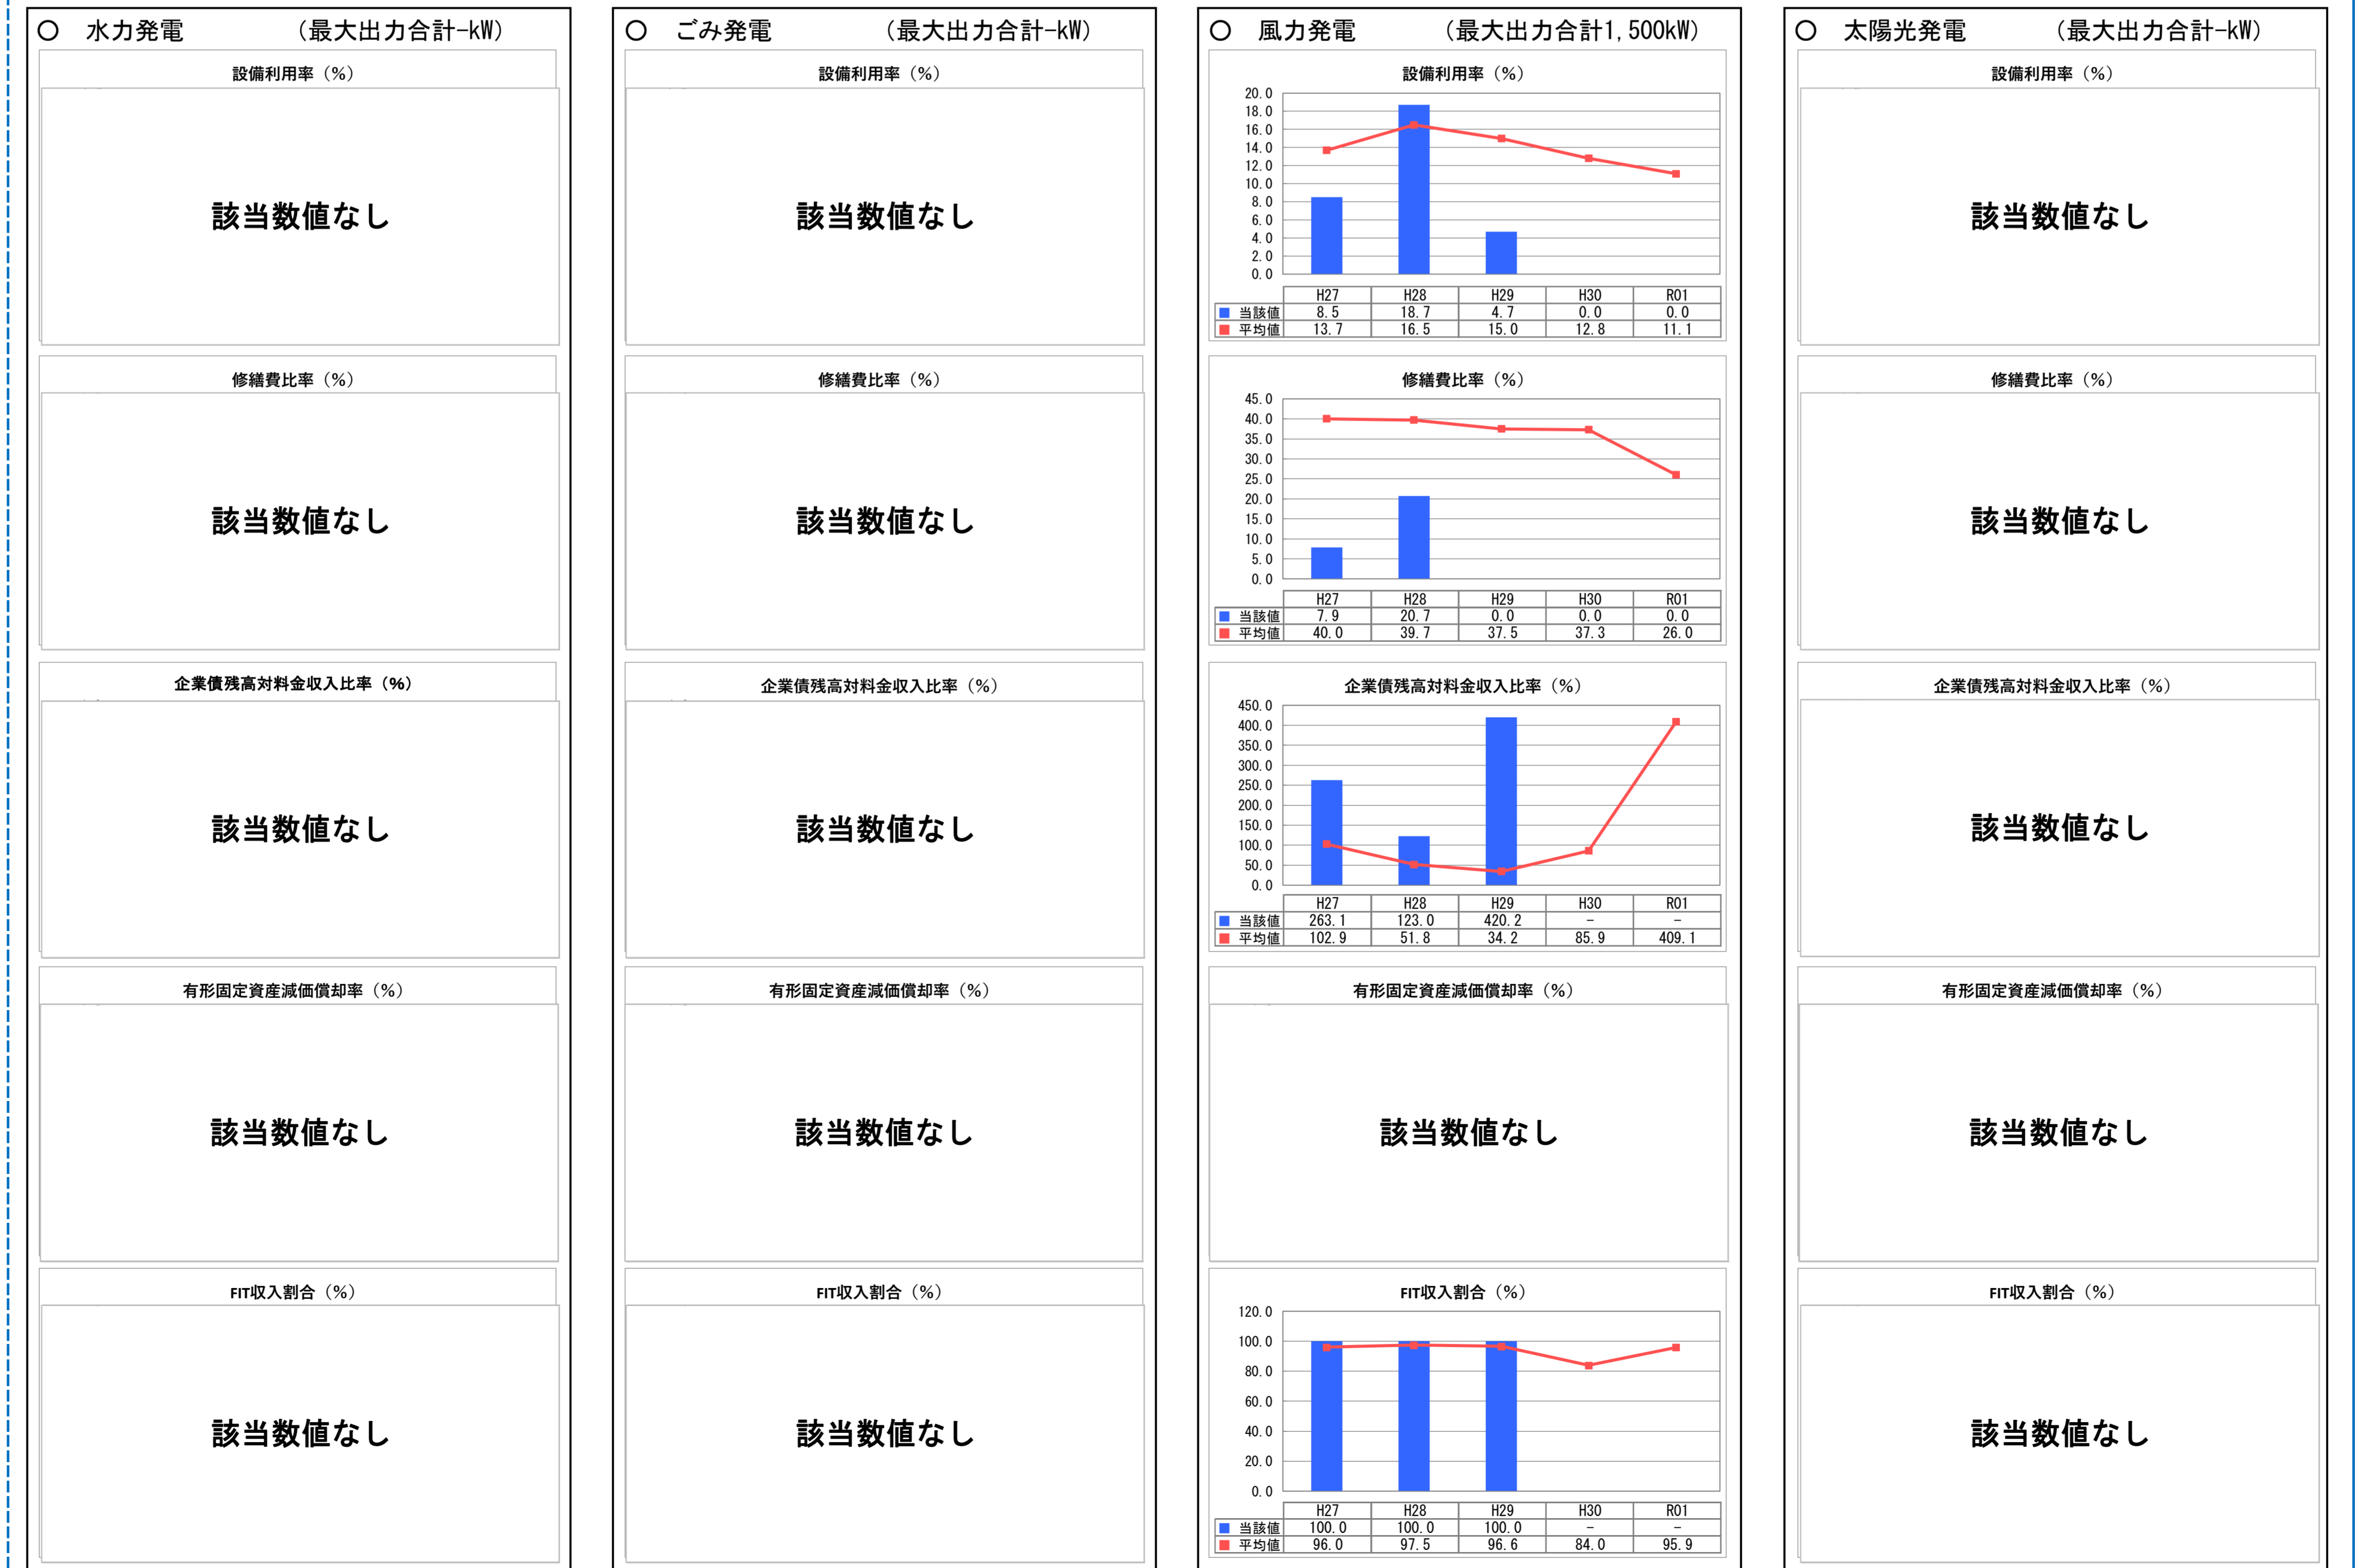 ○ 水力発電 （最大出力合計-kW）
設備利用率（%）
該当数値なし
修繕費比率（%）
該当数値なし
企業債残高対料金収入比率（%）
該当数値なし
有形固定資産減価償却率（%）
該当数値なし
FIT収入割合（%）
該当数値なし
○ ごみ発電 （最大出力合計-kW）
設備利用率（%）
該当数値なし
修繕費比率（%）
該当数値なし
企業債残高対料金収入比率（%）
該当数値なし
有形固定資産減価償却率（%）
該当数値なし
FIT収入割合（%）
該当数値なし
○ 風力発電 （最大出力合計1,500kW）
設備利用率（%）
20.0
18.0
16.0
14.0
12.0
10.0
8.0
6.0
4.0
2.0
0.0
H27 H28 H29 H30 R01
当該値 8.5 18.7 4.7 0.0 0.0
平均値 13.7 16.5 15.0 12.8 11.1
修繕費比率（%）
45.0
40.0
35.0
30.0
25.0
20.0
15.0
10.0
5.0
0.0
H27 H28 H29 H30 R01
当該値 7.9 20.7 0.0 0.0 0.0
平均値 40.0 39.7 37.5 37.3 26.0
企業債残高対料金収入比率（%）
450.0
400.0
350.0
300.0
250.0
200.0
150.0
100.0
50.0
0.0
H27 H28 H29 H30 R01
当該値 263.1 123.0 420.2 - -
平均値 102.9 51.8 34.2 85.9 409.1
有形固定資産減価償却率（%）
該当数値なし
FIT収入割合（%）
120.0
100.0
80.0
60.0
40.0
20.0
0.0
H27 H28 H29 H30 R01
当該値 100.0 100.0 100.0 - -
平均値 96.0 97.5 96.6 84.0 95.9
○ 太陽光発電 （最大出力合計-kW）
設備利用率（%）
該当数値なし
修繕費比率（%）
該当数値なし
企業債残高対料金収入比率（%）
該当数値なし
有形固定資産減価償却率（%）
該当数値なし
FIT収入割合（%）
該当数値なし